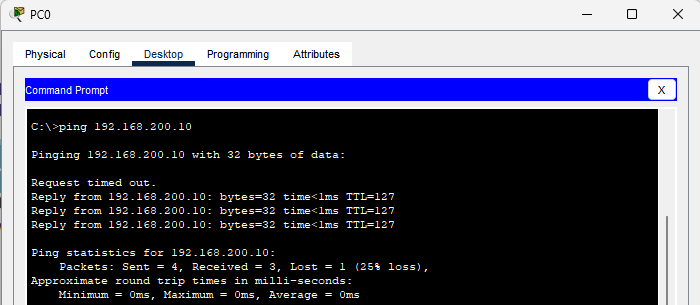 PC0
Physical Config Desktop Programming Attributes
Command Prompt X
C:\>ping 192.168.200.10
Pinging 192.168.200.10 with 32 bytes of data:
Request timed out.
Reply from 192.168.200.10: bytes=32 time<1ms TTL=127
Reply from 192.168.200.10: bytes=32 time<1ms TTL=127
Reply from 192.168.200.10: bytes=32 time<1ms TTL=127
Ping statistics for 192.168.200.10:
    Packets: Sent = 4, Received = 3, Lost = 1 (25% loss),
Approximate round trip times in milli-seconds:
    Minimum = 0ms, Maximum = 0ms, Average = 0ms